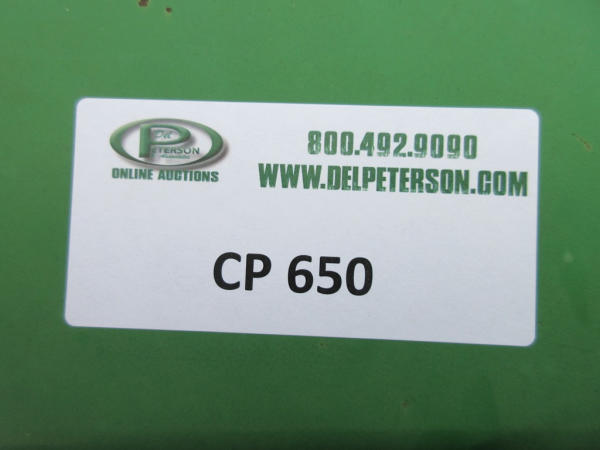 Del
PETERSON
ONLINE AUCTIONS
800.492.9090
WWW.DELPETERSON.COM
CP 650